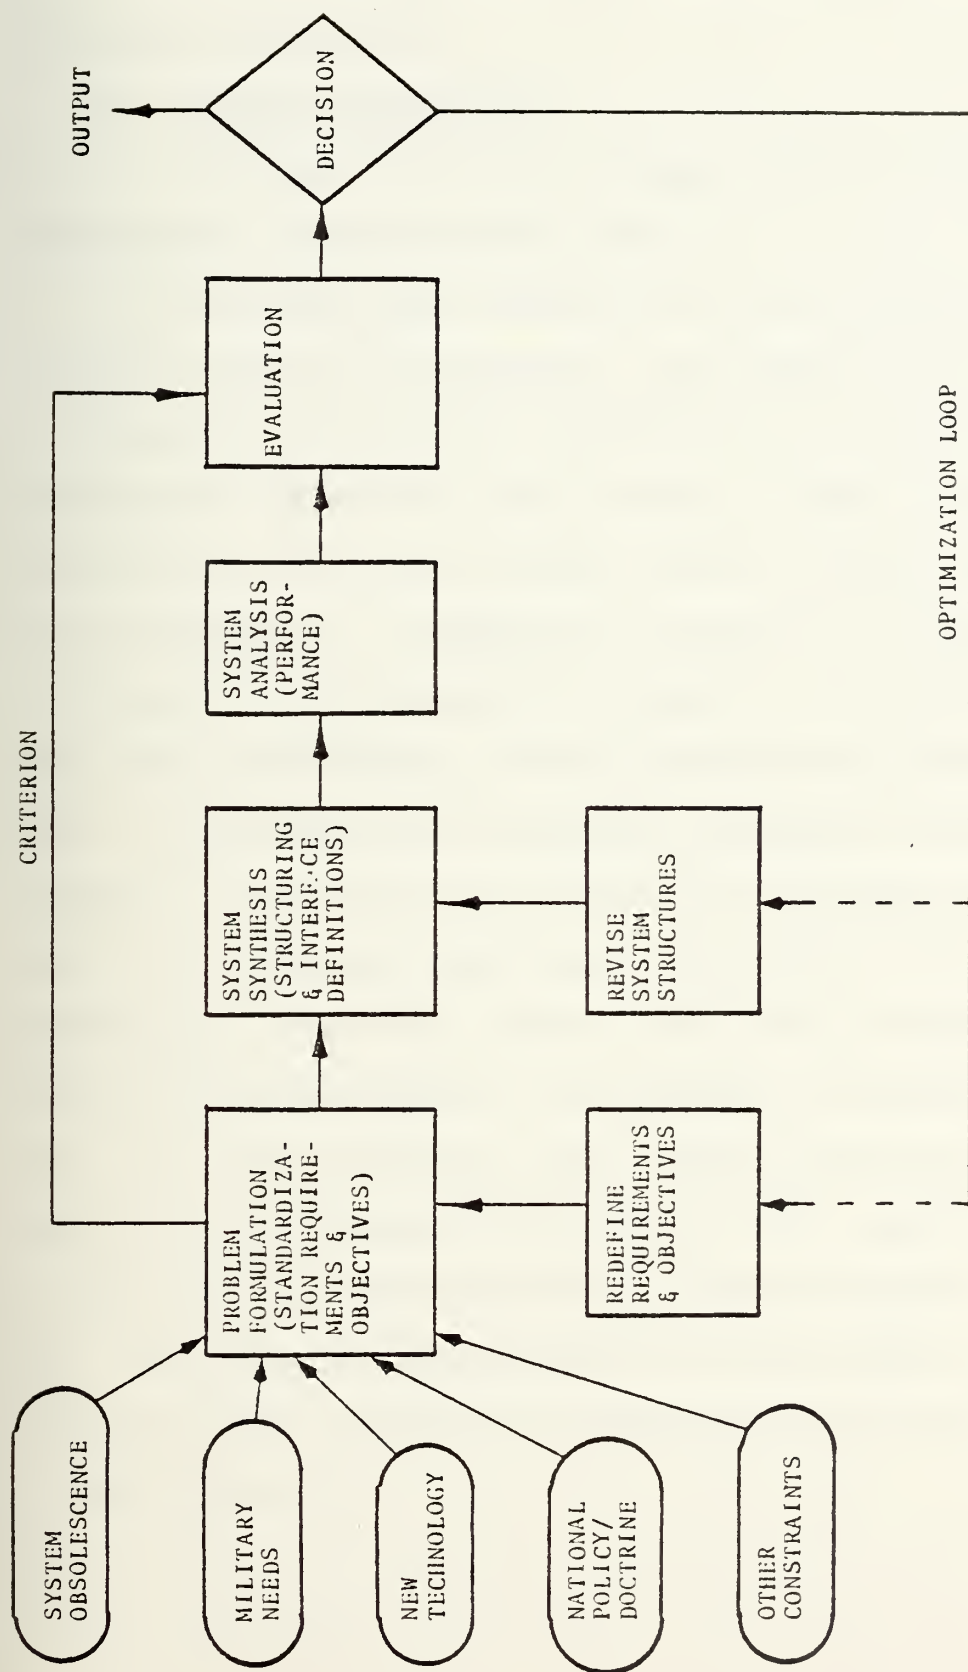 SYSTEM
OBSOLESCENCE
MILITARY
NEEDS
NEW
TECHNOLOGY
NATIONAL
POLICY/
DOCTRINE
OTHER
CONSTRAINTS
CRITERION
PROBLEM
FORMULATION
(STANDARDIZA-
TION REQUIRE-
MENTS &
OBJECTIVES)
SYSTEM
SYNTHESIS
(STRUCTURING
& INTERFACE
DEFINITIONS)
SYSTEM
ANALYSIS
(PERFOR-
MANCE)
EVALUATION
DECISION
OUTPUT
REDEFINE
REQUIREMENTS
& OBJECTIVES
REVISE
SYSTEM
STRUCTURES
OPTIMIZATION LOOP